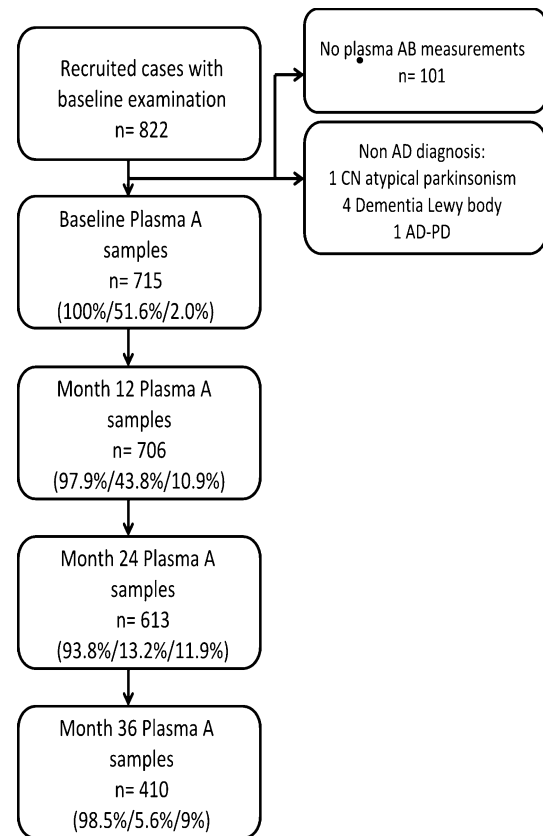 Recruited cases with
baseline examination
n= 822
No plasma AB measurements
n= 101
Non AD diagnosis:
1 CN atypical parkinsonism
4 Dementia Lewy body
1 AD-PD
Baseline Plasma A
samples
n= 715
(100%/51.6%/2.0%)
Month 12 Plasma A
samples
n= 706
(97.9%/43.8%/10.9%)
Month 24 Plasma A
samples
n= 613
(93.8%/13.2%/11.9%)
Month 36 Plasma A
samples
n= 410
(98.5%/5.6%/9%)